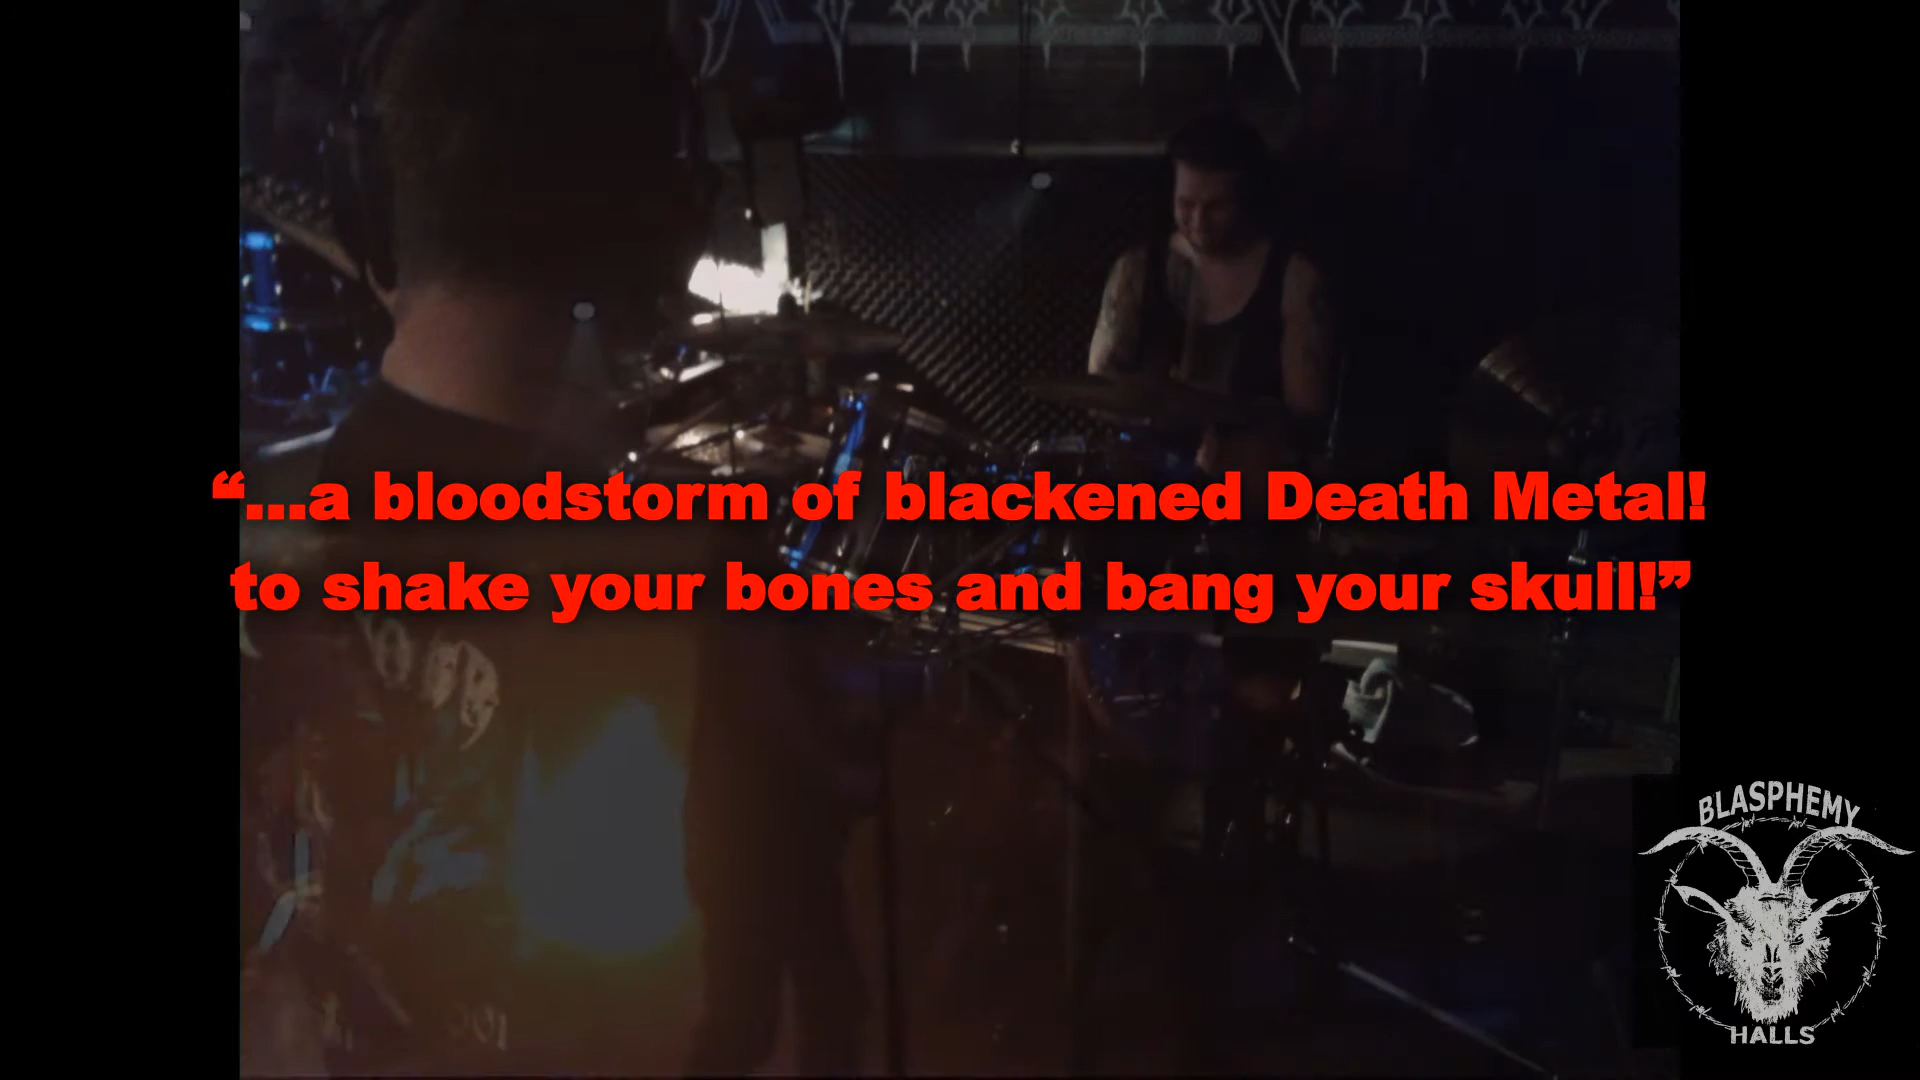 “...a bloodstorm of blackened Death Metal!
to shake your bones and bang your skull!”
BLASPHEMY
HALLS